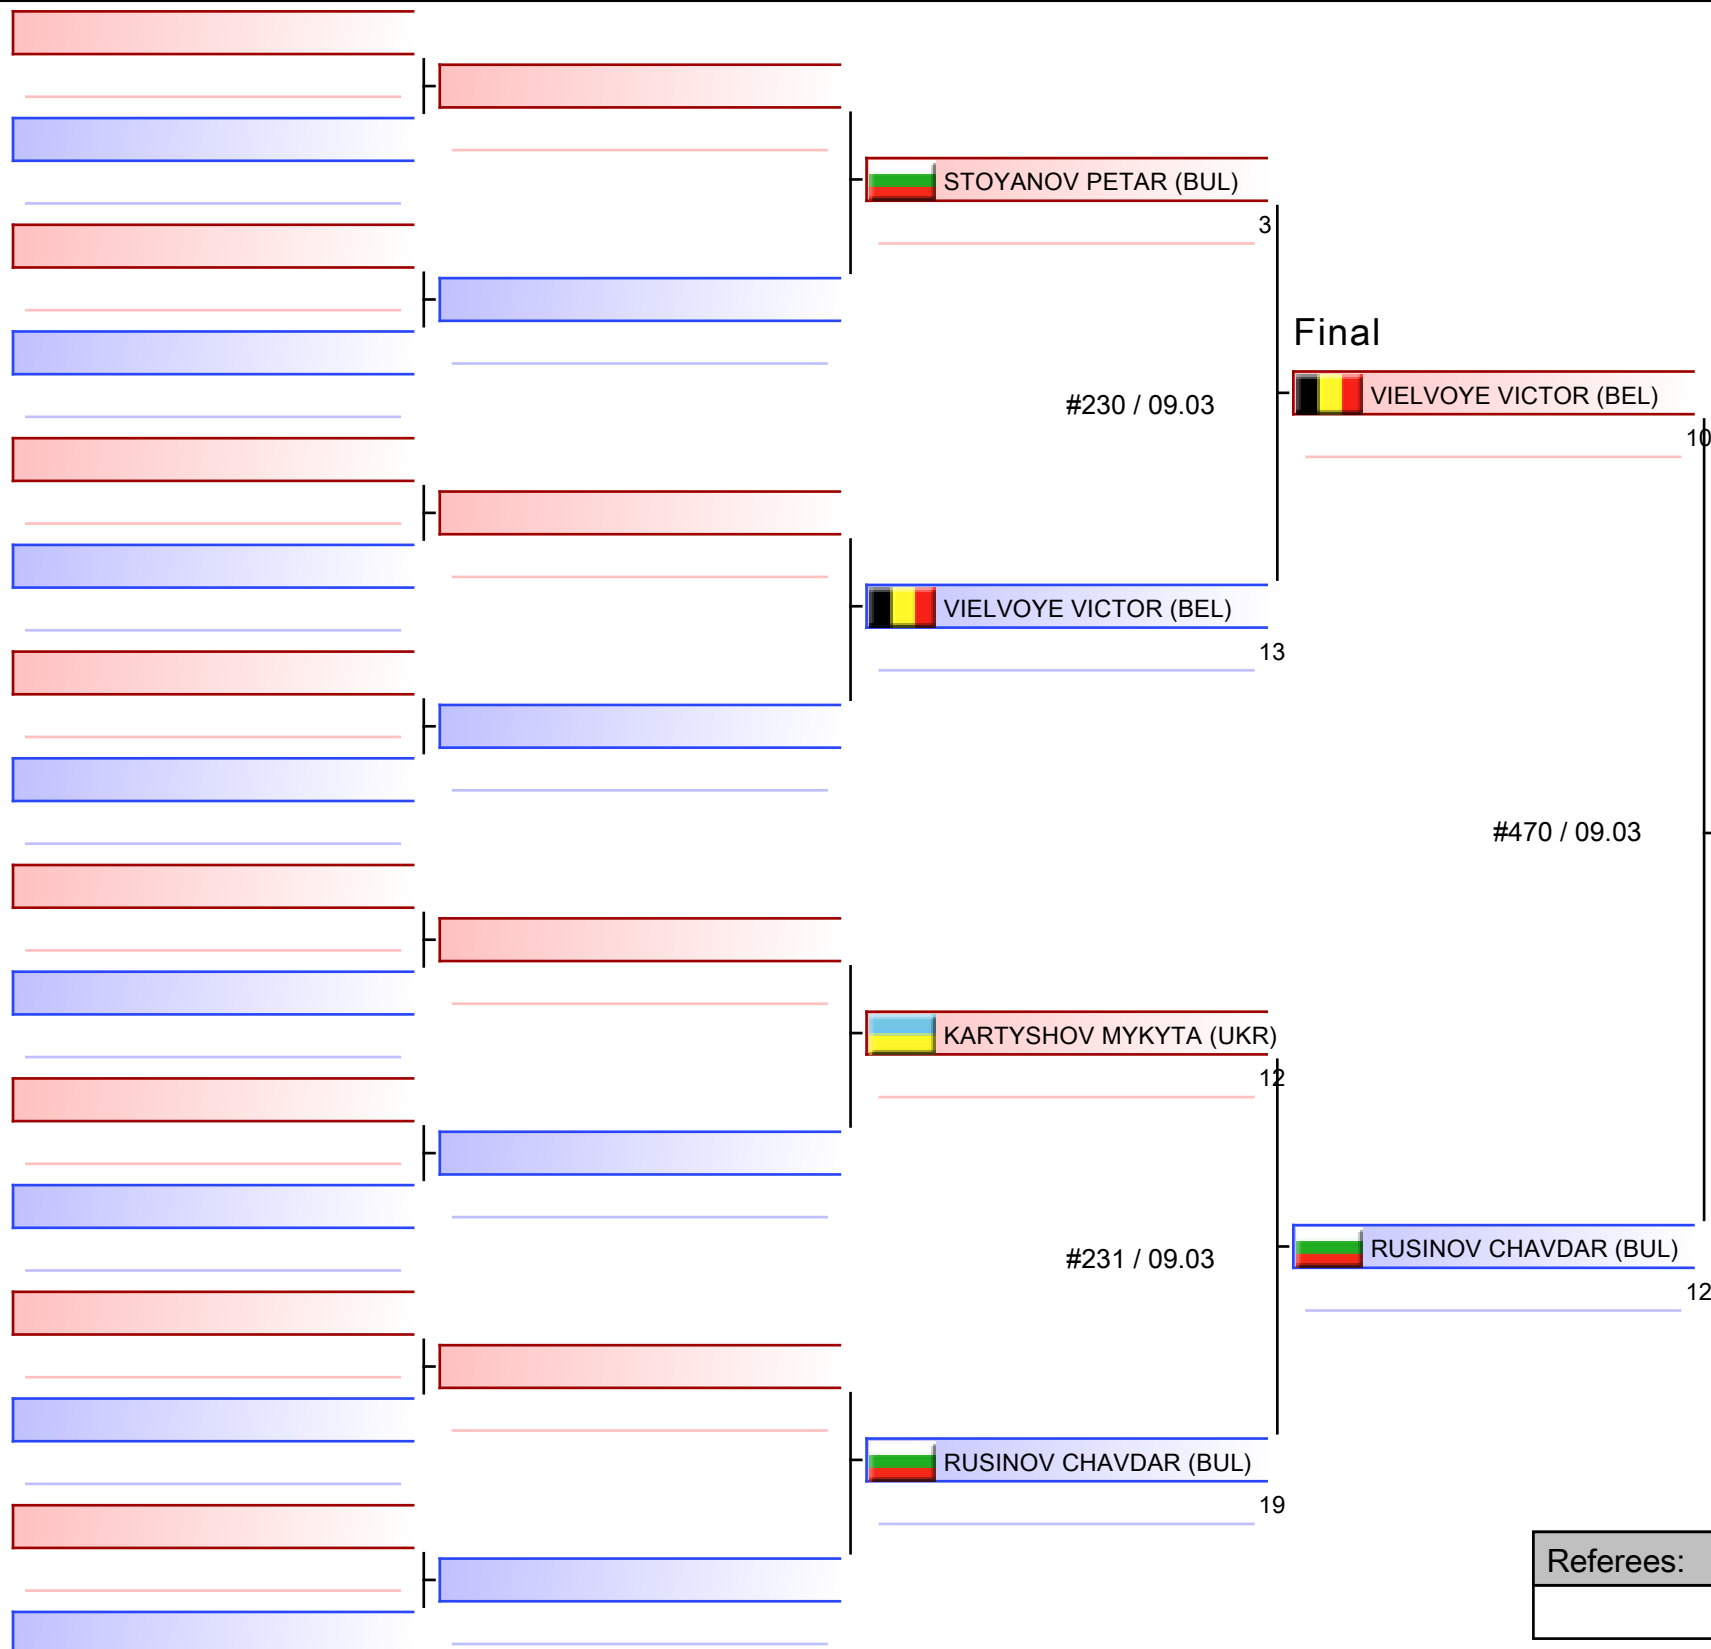 STOYANOV PETAR (BUL)
3
Final
#230 / 09.03
VIELVOYE VICTOR (BEL)
10
VIELVOYE VICTOR (BEL)
13
#470 / 09.03
KARTYSHOV MYKYTA (UKR)
12
#231 / 09.03
RUSINOV CHAVDAR (BUL)
12
RUSINOV CHAVDAR (BUL)
19
Referees: